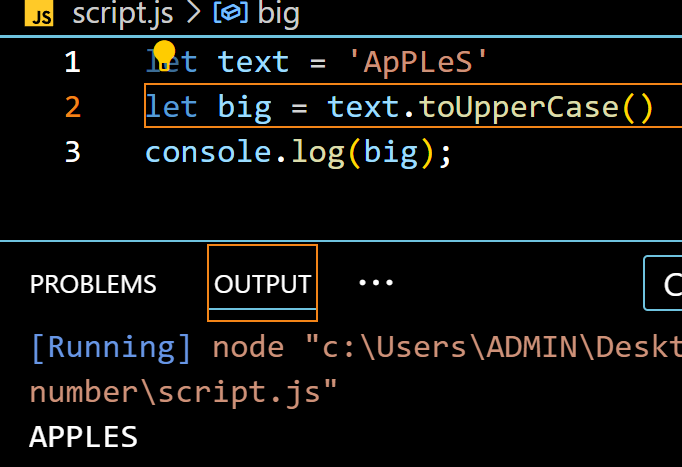 JS script.js > big
1 let text = 'ApPLeS'
2 let big = text.toUpperCase()
3 console.log(big);
PROBLEMS OUTPUT ... C
[Running] node "c:\Users\ADMIN\Deskt
number\script.js"
APPLES